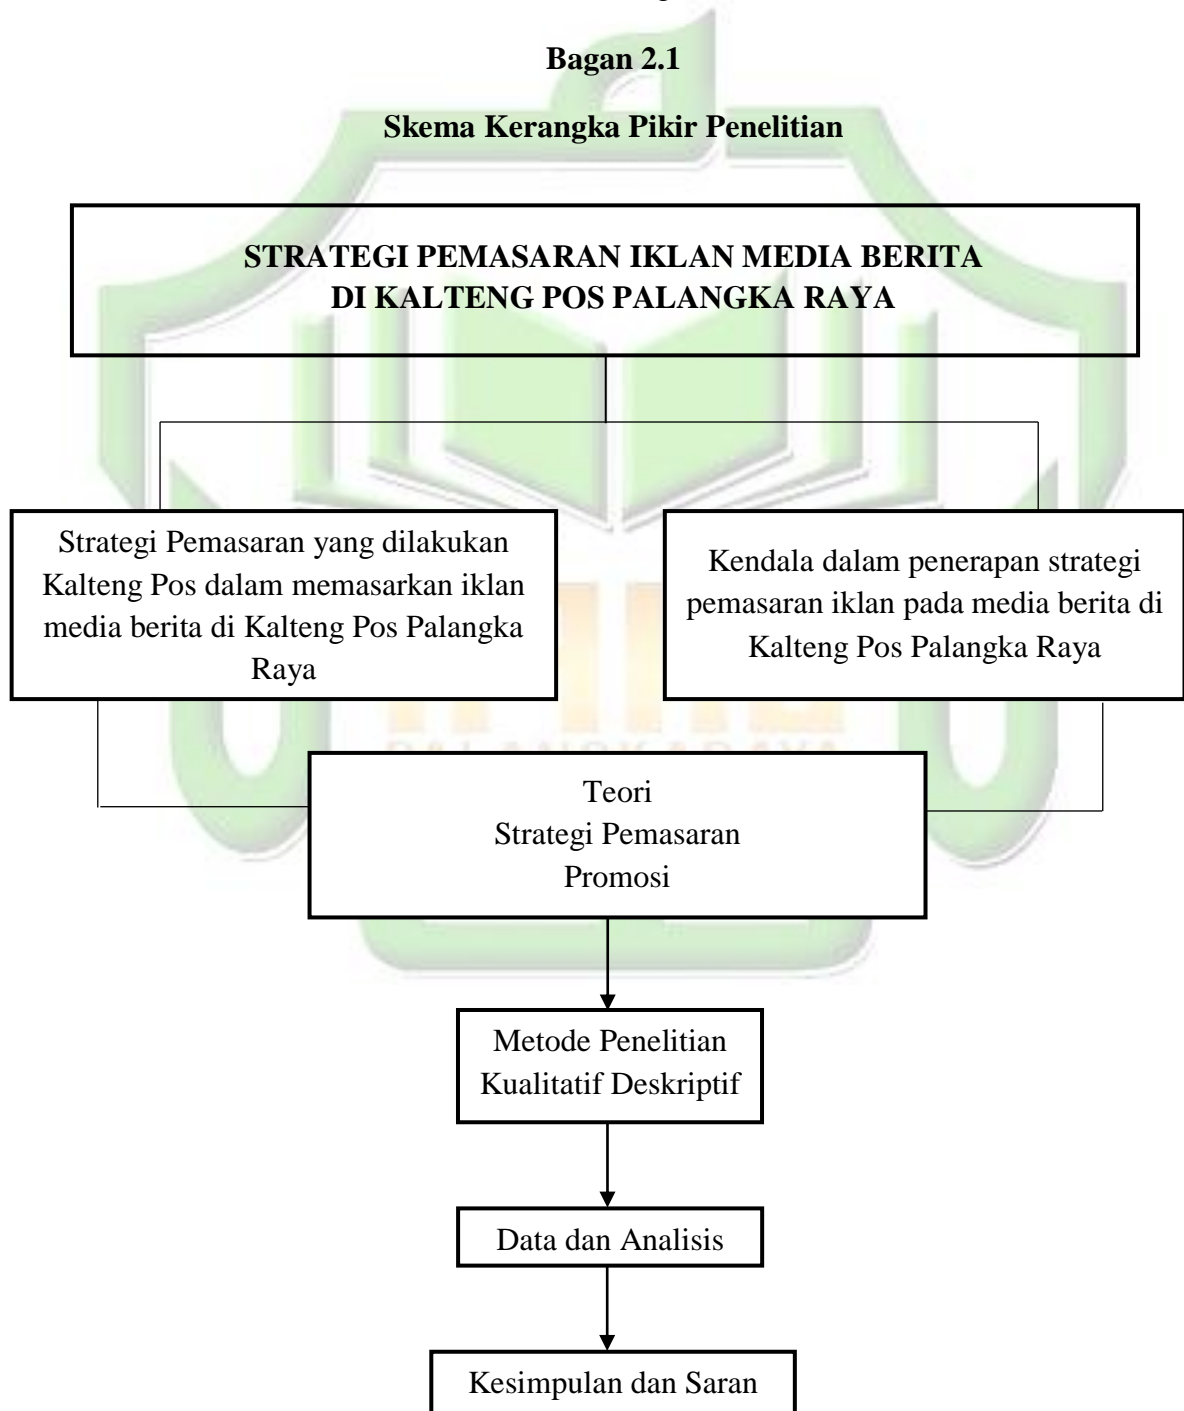 Bagan 2.1
Skema Kerangka Pikir Penelitian
STRATEGI PEMASARAN IKLAN MEDIA BERITA
DI KALTENG POS PALANGKA RAYA
Strategi Pemasaran yang dilakukan
Kalteng Pos dalam memasarkan iklan
media berita di Kalteng Pos Palangka
Raya
Kendala dalam penerapan strategi
pemasaran iklan pada media berita di
Kalteng Pos Palangka Raya
Teori
Strategi Pemasaran
Promosi
Metode Penelitian
Kualitatif Deskriptif
Data dan Analisis
Kesimpulan dan Saran